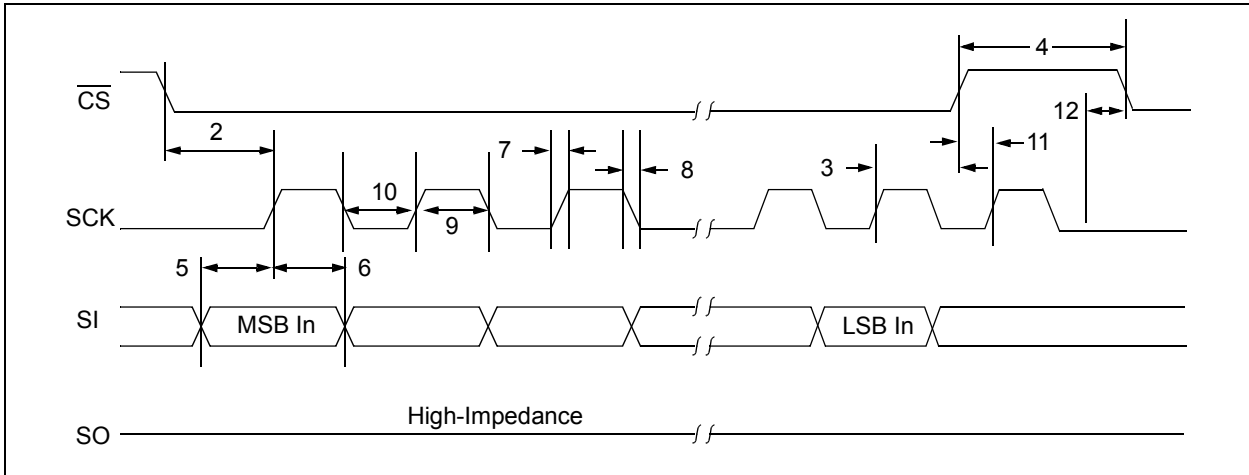 4
C̅S̅
12
2
11
7
3
8
10
SCK
9
5
6
SI
MSB In
LSB In
High-Impedance
SO